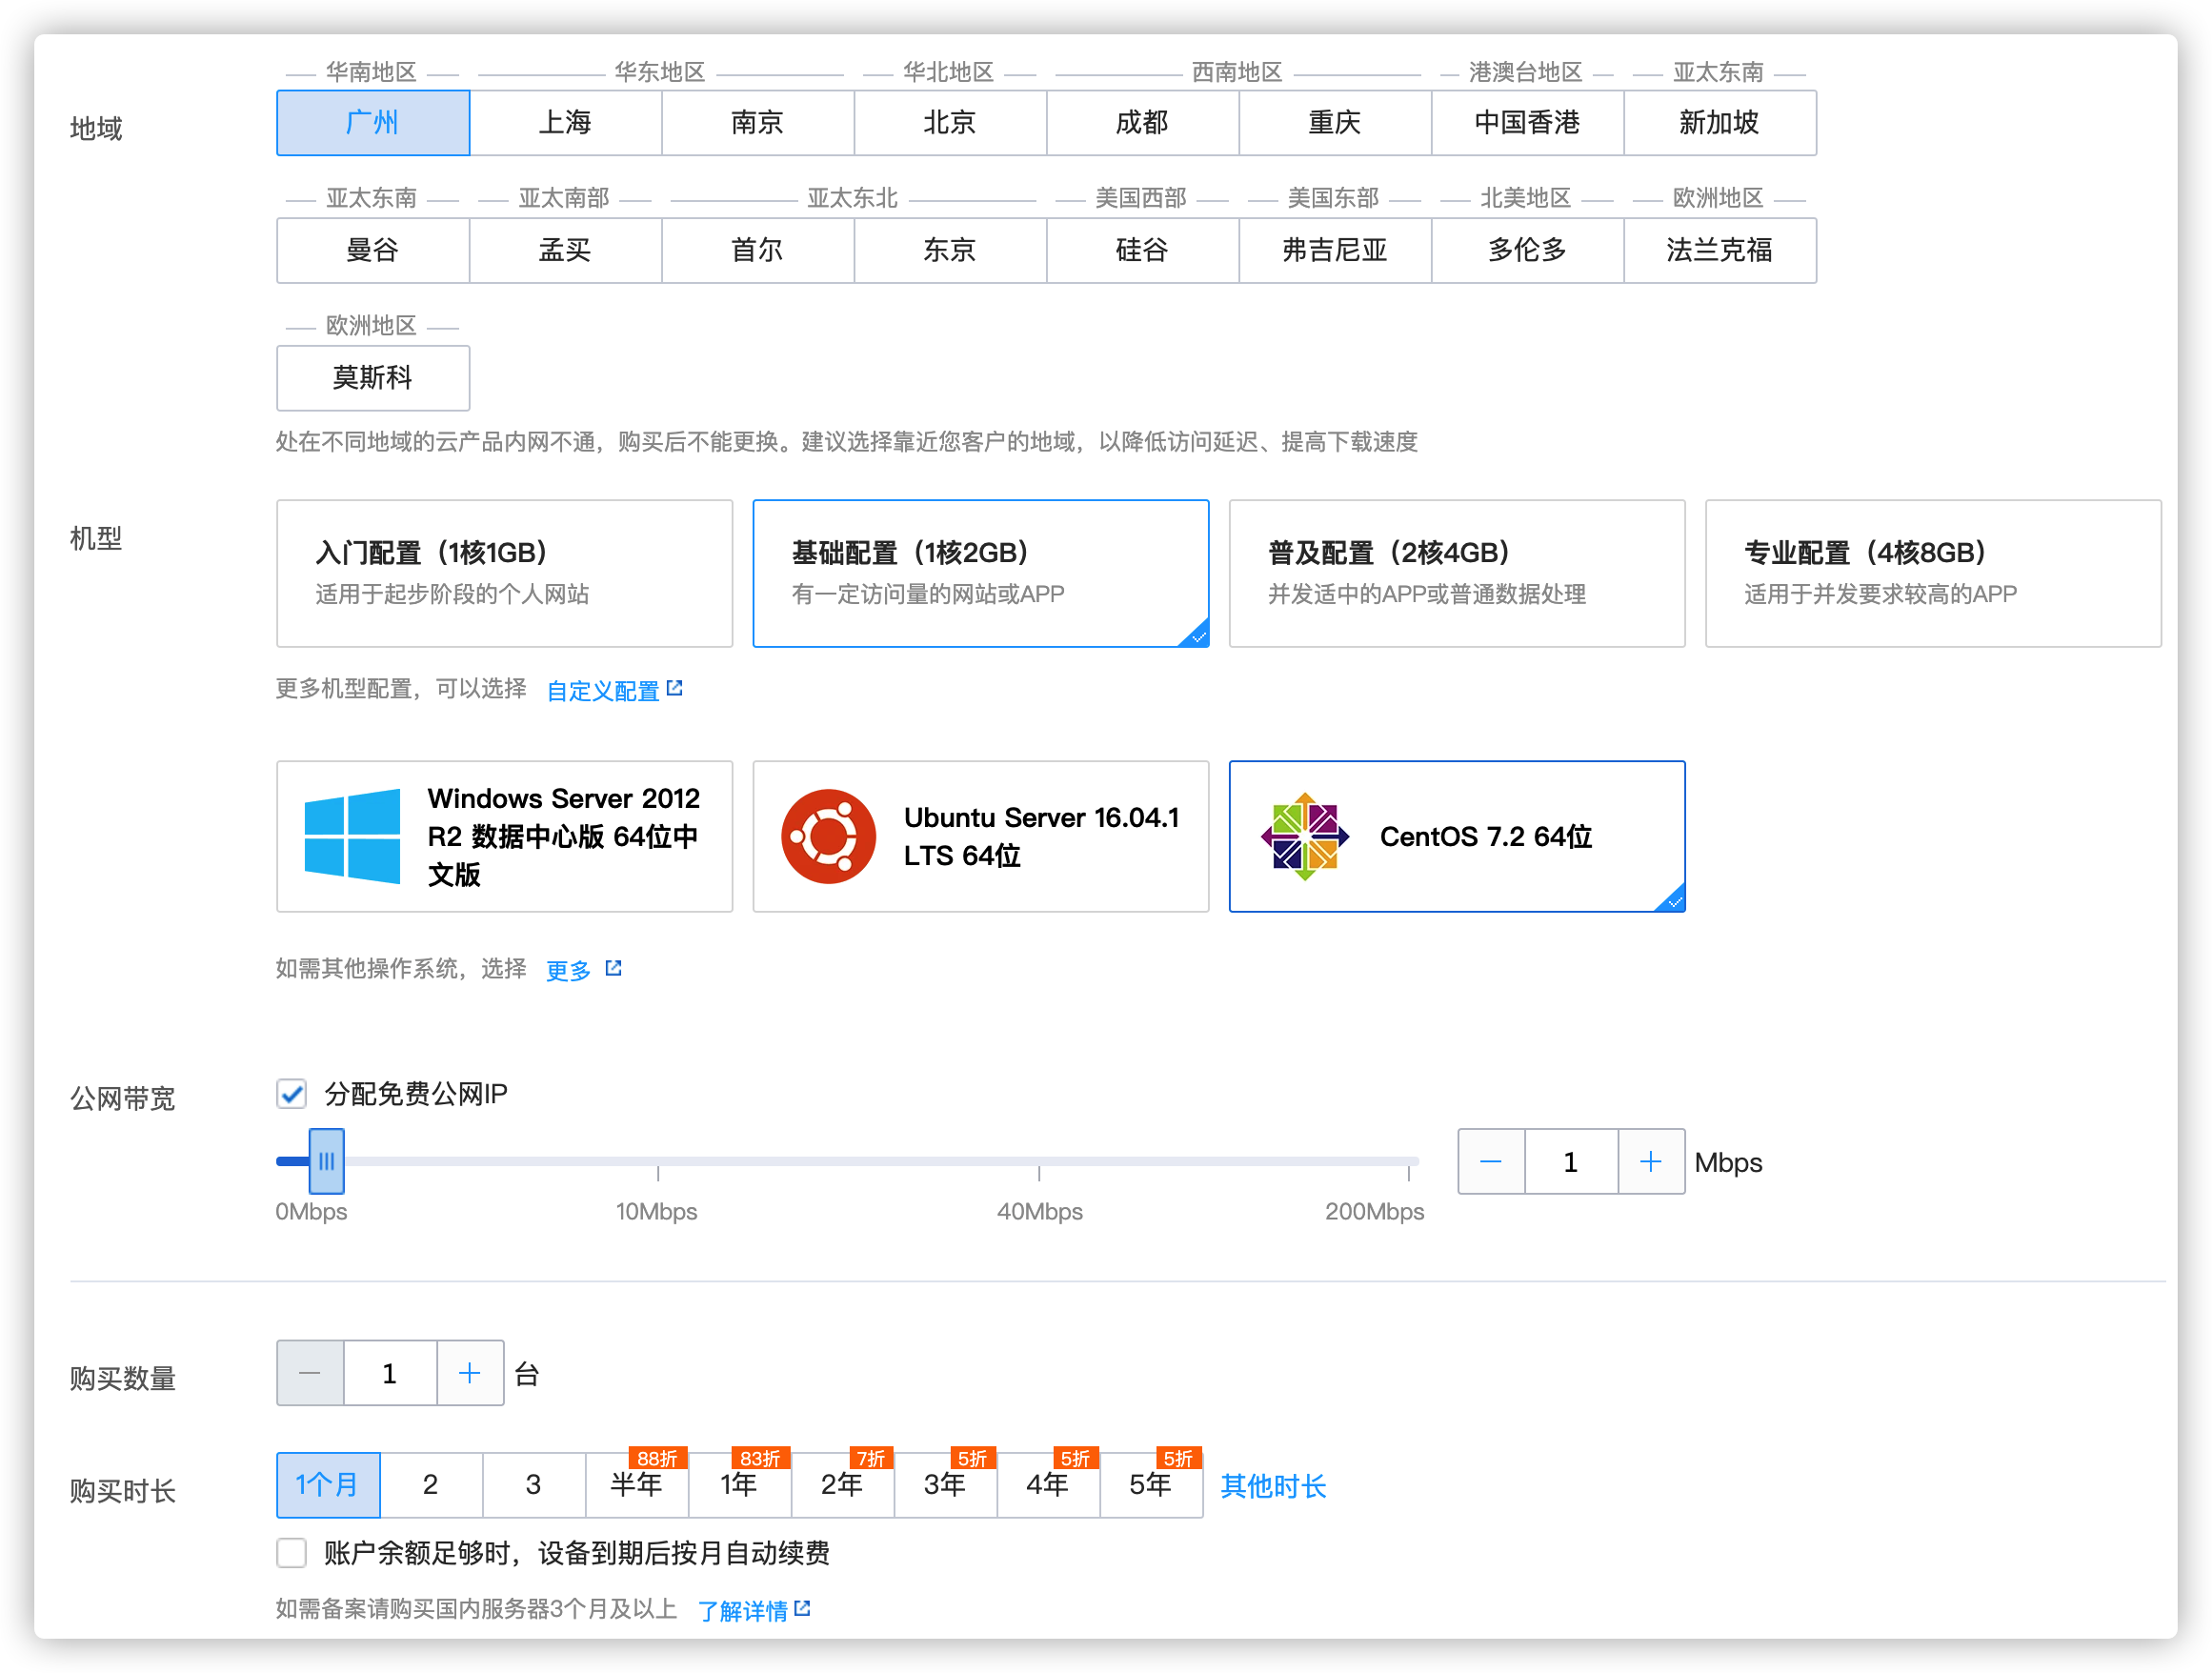 华南地区 华东地区 华北地区 西南地区 港澳台地区 亚太东南
地域 广州 上海 南京 北京 成都 重庆 中国香港 新加坡
亚太东南 亚太南部 亚太东北 美国西部 美国东部 北美地区 欧洲地区
曼谷 孟买 首尔 东京 硅谷 弗吉尼亚 多伦多 法兰克福
欧洲地区
莫斯科
处在不同地域的云产品内网不通，购买后不能更换。建议选择靠近您客户的地域，以降低访问延迟、提高下载速度
机型
入门配置（1核1GB）
适用于起步阶段的个人网站
基础配置（1核2GB）
有一定访问量的网站或APP
普及配置（2核4GB）
并发适中的APP或普通数据处理
专业配置（4核8GB）
适用于并发要求较高的APP
更多机型配置，可以选择 自定义配置
Windows Server 2012
R2 数据中心版 64位中
文版
Ubuntu Server 16.04.1
LTS 64位
CentOS 7.2 64位
如需其他操作系统，选择 更多
公网带宽 分配免费公网IP
1 Mbps
0Mbps 10Mbps 40Mbps 200Mbps
购买数量 1 台
88折 83折 7折 5折 5折 5折
购买时长 1个月 2 3 半年 1年 2年 3年 4年 5年 其他时长
账户余额足够时，设备到期后按月自动续费
如需备案请购买国内服务器3个月及以上 了解详情